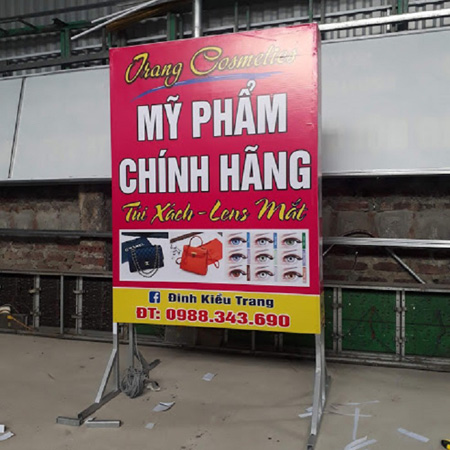 Trang Cosmetics
MỸ PHẨM
CHÍNH HÃNG
Túi Xách - Lens Mắt
Đinh Kiều Trang
ĐT: 0988.343.690